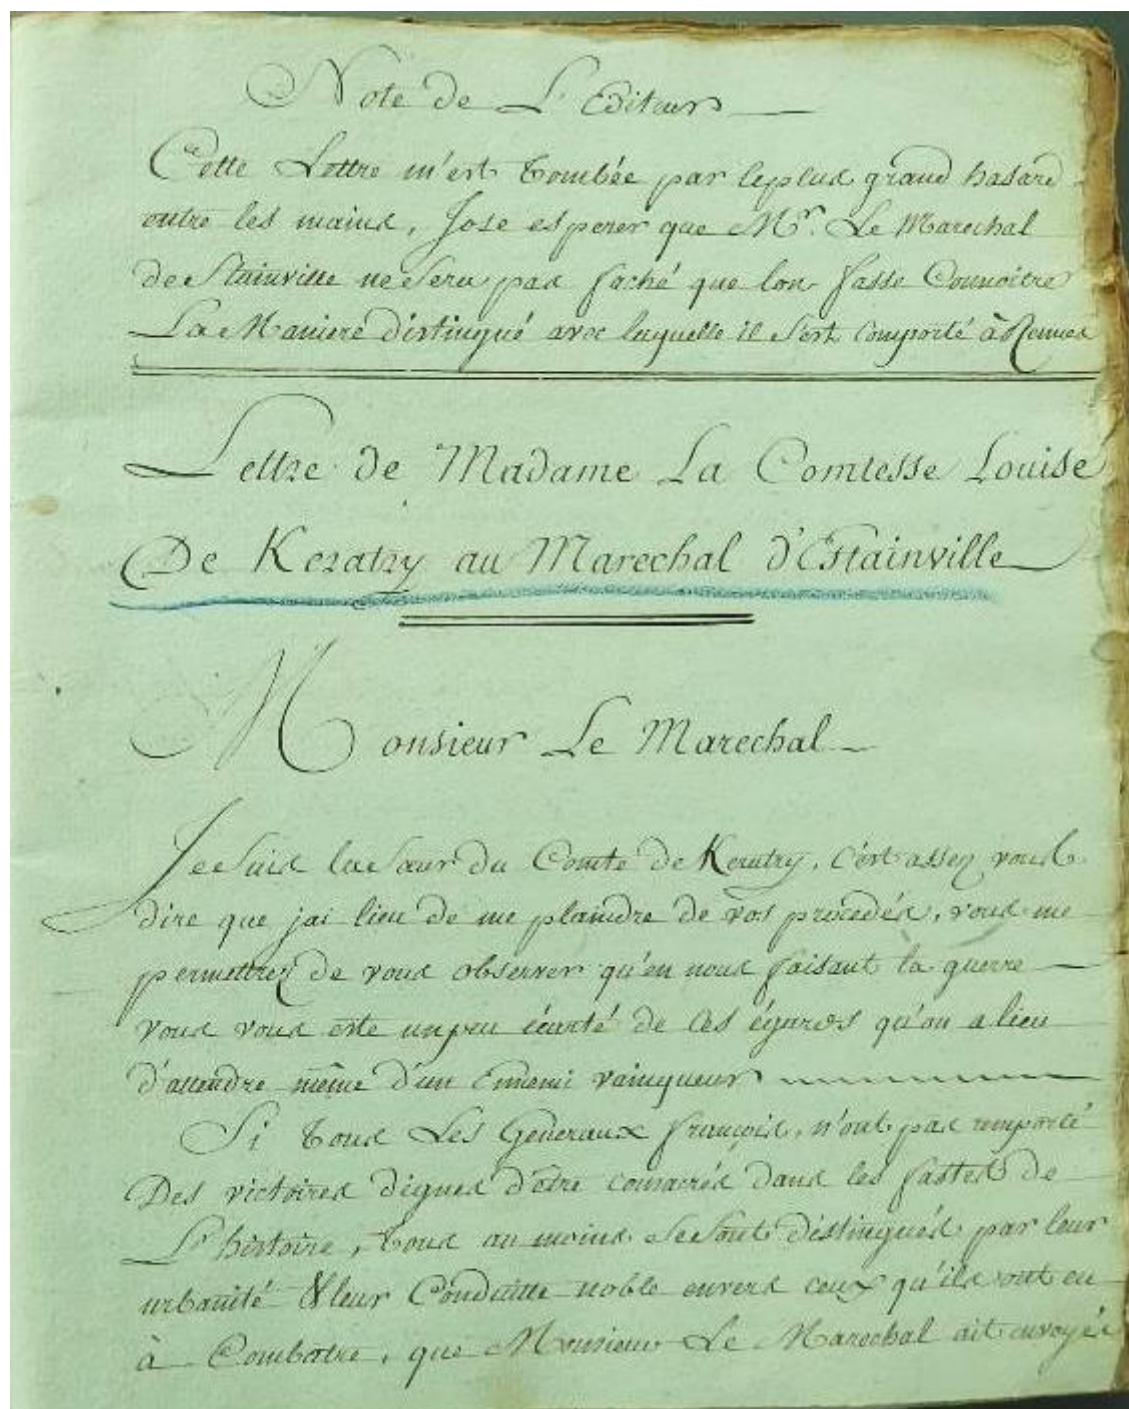 Note de L'Editeur
Cette Lettre m'est tombée par le plus grand hasard
entre les mains, J'ose esperer que Mr. Le Marechal
de Stainville ne sera pas faché que lon fasse Connoitre
La Maniere distingué avec laquelle il s'est comporté à Rennes
Lettre de Madame La Comtesse Louise
De Keratry au Marechal d'Estainville
Monsieur Le Marechal
Je suis la Sœur du Comte de Keratry, c'est assez vous
dire que jai lieu de me plaindre de vos procedés, vous me
permettrez de vous observer qu'en nous faisant la guerre
vous vous este un peu écarté de ces égards qu'on a lieu
d'attendre même d'un Ennemi vainqueur
Si tous Les Generaux françois, n'ont pas remporté
Des victoires dignes d'être consacrés dans les fastes de
L'histoire, tous au moins se sont distingués par leur
urbanité & leur Conduitte noble envers ceux qu'ils ont eu
à Combatre, que Monsieur Le Marechal ait envoyé